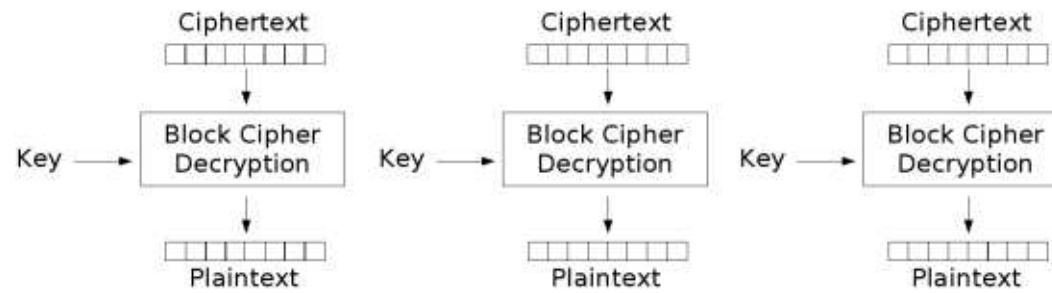 Ciphertext Ciphertext Ciphertext
Key Block Cipher Decryption Key Block Cipher Decryption Key Block Cipher Decryption
Plaintext Plaintext Plaintext